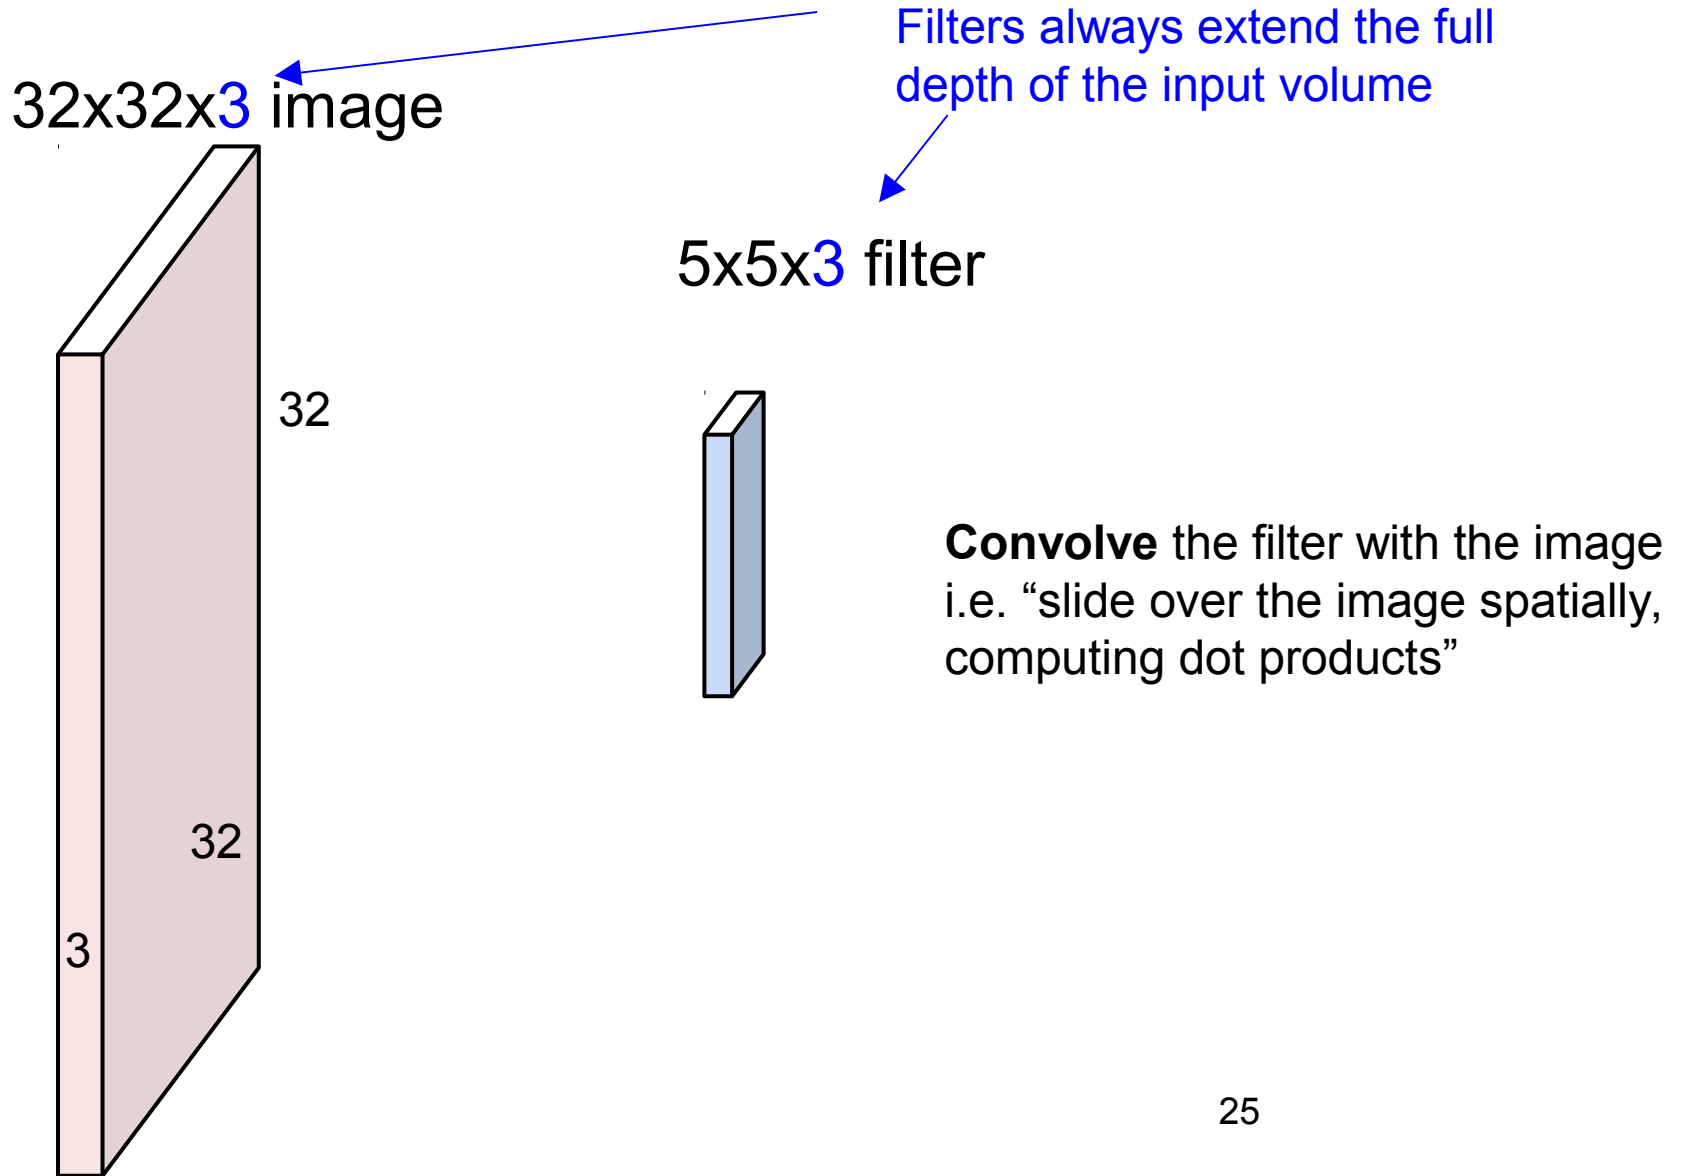 Filters always extend the full
depth of the input volume
32x32x3 image
5x5x3 filter
32
Convolve the filter with the image
i.e. “slide over the image spatially,
computing dot products”
32
3
25